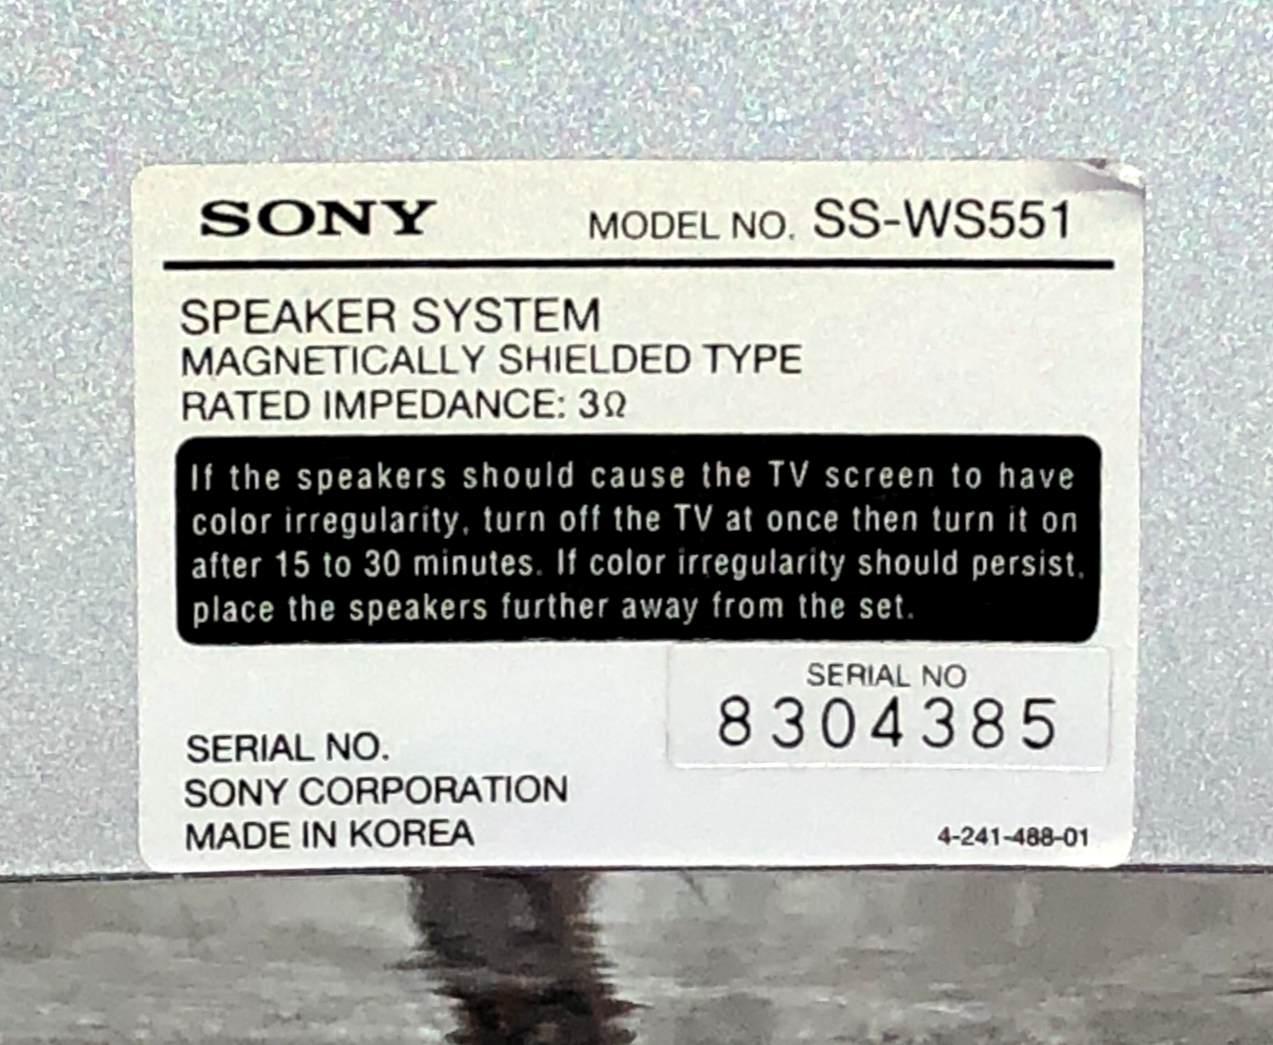 SONY MODEL NO. SS-WS551
SPEAKER SYSTEM
MAGNETICALLY SHIELDED TYPE
RATED IMPEDANCE: 3Ω
If the speakers should cause the TV screen to have
color irregularity, turn off the TV at once then turn it on
after 15 to 30 minutes. If color irregularity should persist,
place the speakers further away from the set.
SERIAL NO
8304385
SERIAL NO.
SONY CORPORATION
MADE IN KOREA
4-241-488-01